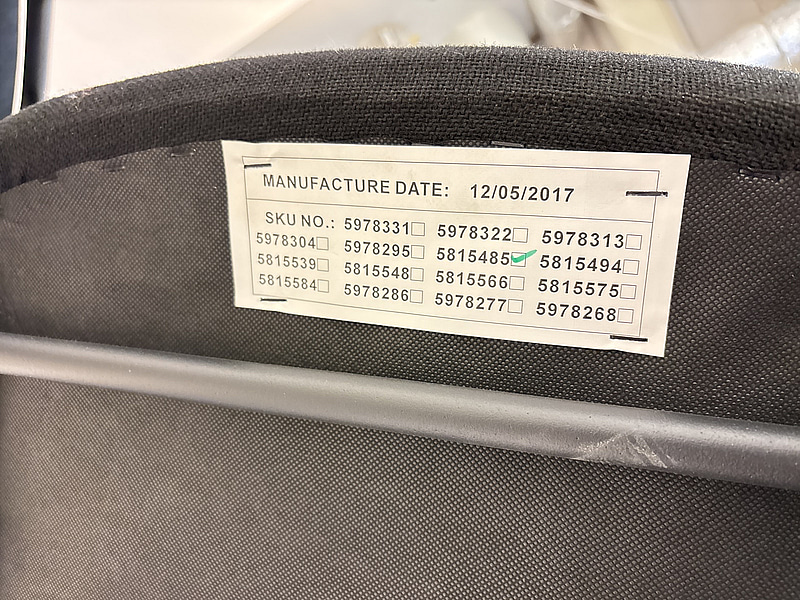 MANUFACTURE DATE: 12/05/2017
SKU NO.: 5978331☐ 5978322☐ 5978313☐
5978304☐ 5978295☐ 5815485☑ 5815494☐
5815539☐ 5815548☐ 5815566☐ 5815575☐
5815584☐ 5978286☐ 5978277☐ 5978268☐